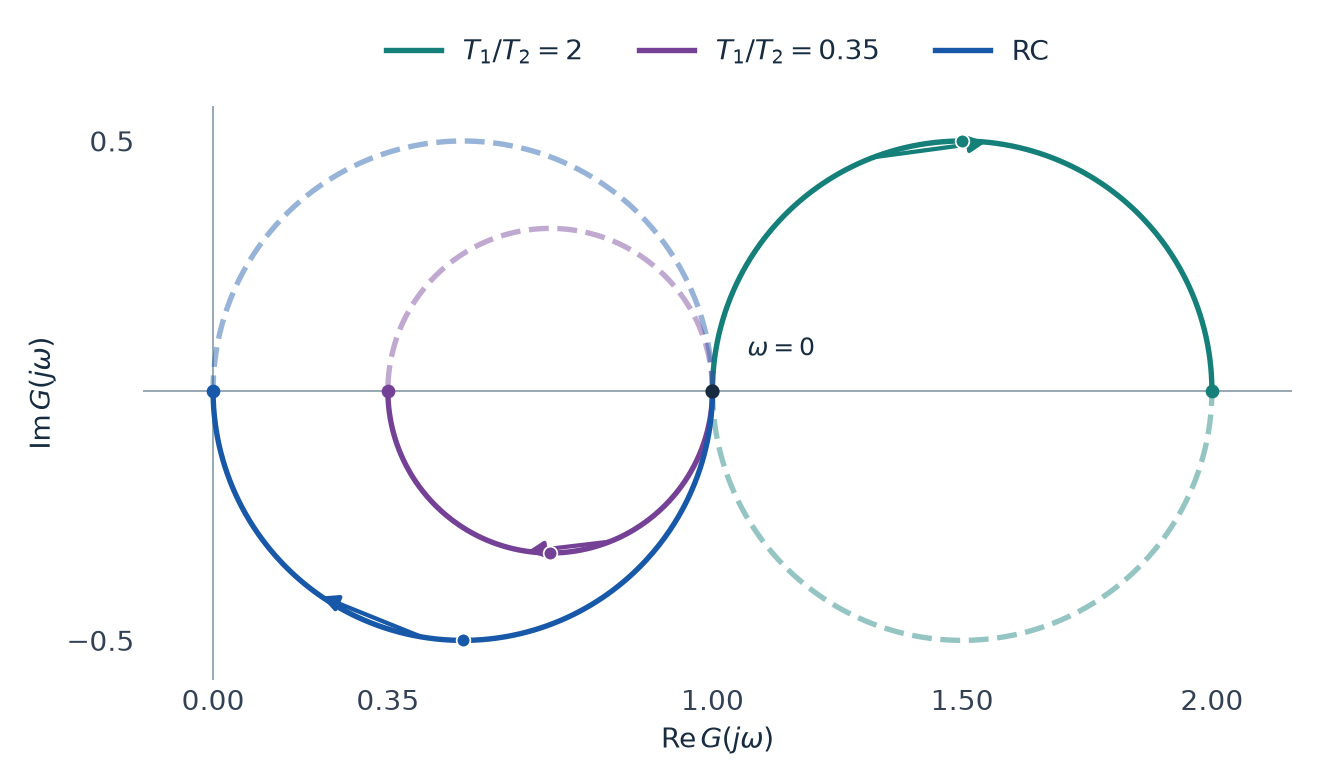 T₁/T₂ = 2 T₁/T₂ = 0.35 RC
0.5
ω = 0
Im G(jω)
−0.5
0.00 0.35 1.00 1.50 2.00
Re G(jω)